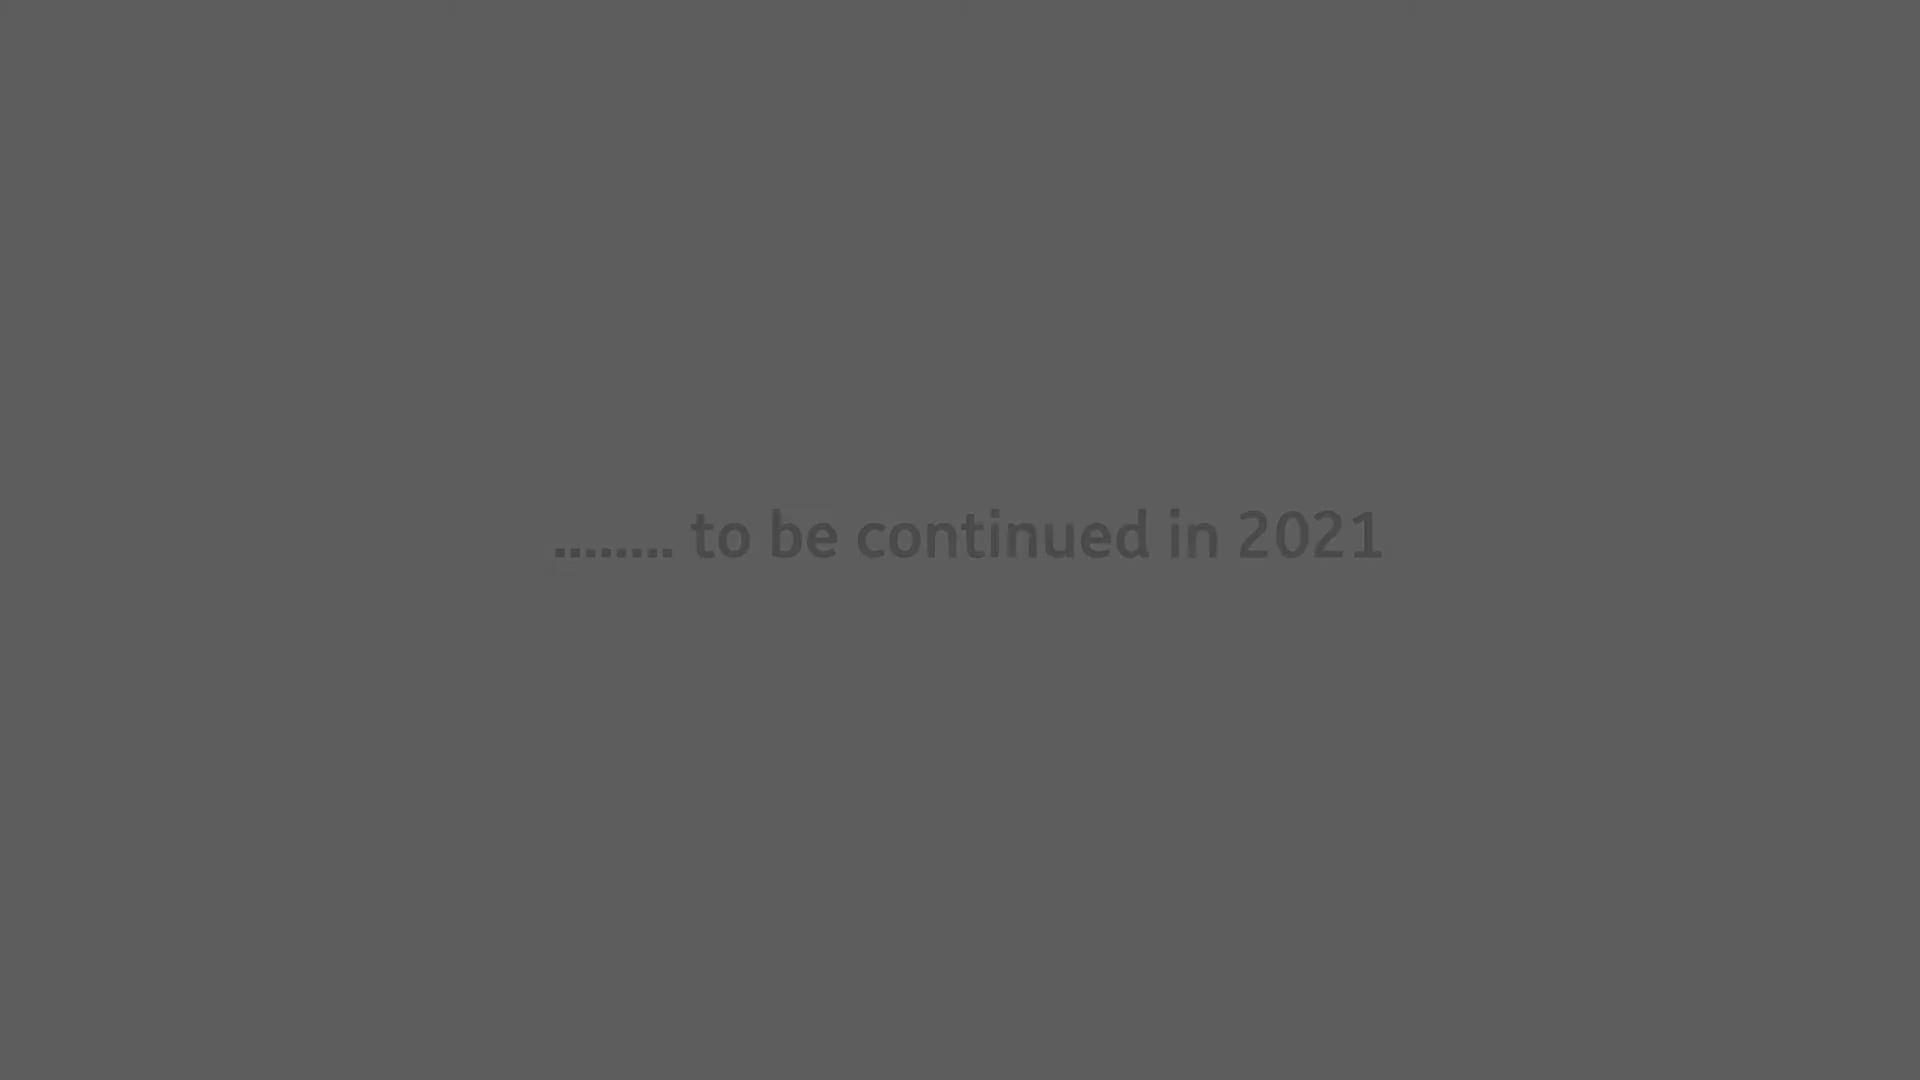 ........ to be continued in 2021